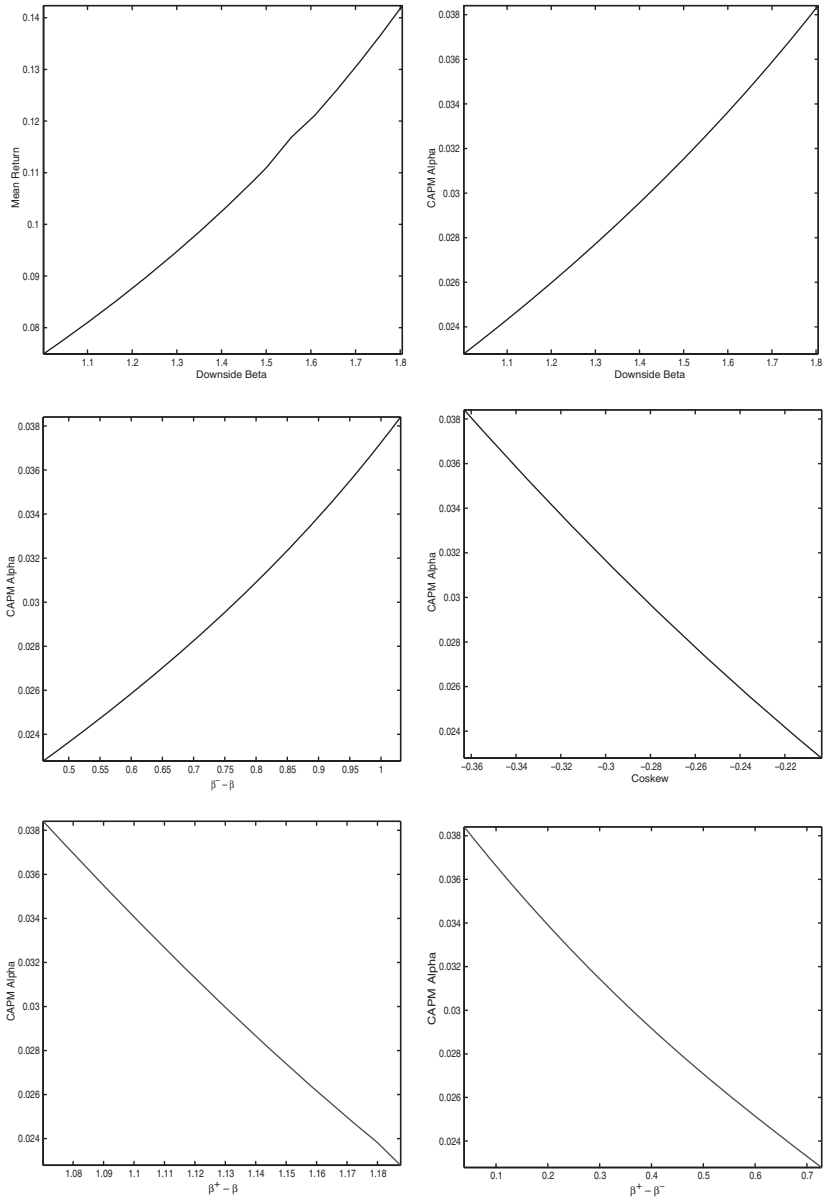 0.14
0.13
0.12
0.11
0.1
0.09
0.08
Mean Return
1.1 1.2 1.3 1.4 1.5 1.6 1.7 1.8
Downside Beta
0.038
0.036
0.034
0.032
0.03
0.028
0.026
0.024
CAPM Alpha
1.1 1.2 1.3 1.4 1.5 1.6 1.7 1.8
Downside Beta
0.038
0.036
0.034
0.032
0.03
0.028
0.026
0.024
CAPM Alpha
0.5 0.55 0.6 0.65 0.7 0.75 0.8 0.85 0.9 0.95 1
β⁻ – β
0.038
0.036
0.034
0.032
0.03
0.028
0.026
0.024
CAPM Alpha
–0.36 –0.34 –0.32 –0.3 –0.28 –0.26 –0.24 –0.22
Coskew
0.038
0.036
0.034
0.032
0.03
0.028
0.026
0.024
CAPM Alpha
1.08 1.09 1.1 1.11 1.12 1.13 1.14 1.15 1.16 1.17 1.18
β⁺ – β
0.038
0.036
0.034
0.032
0.03
0.028
0.026
0.024
CAPM Alpha
0.1 0.2 0.3 0.4 0.5 0.6 0.7
β⁺ – β⁻